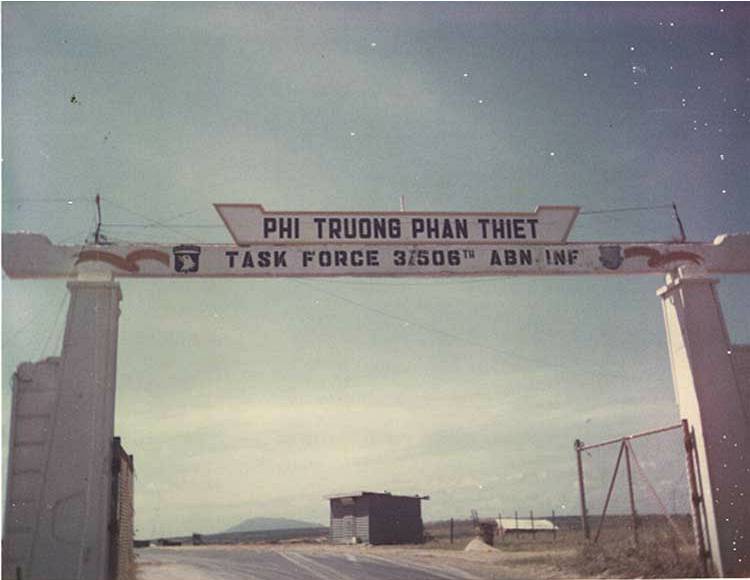 PHI TRUONG PHAN THIET
TASK FORCE 3/506TH ABN INF